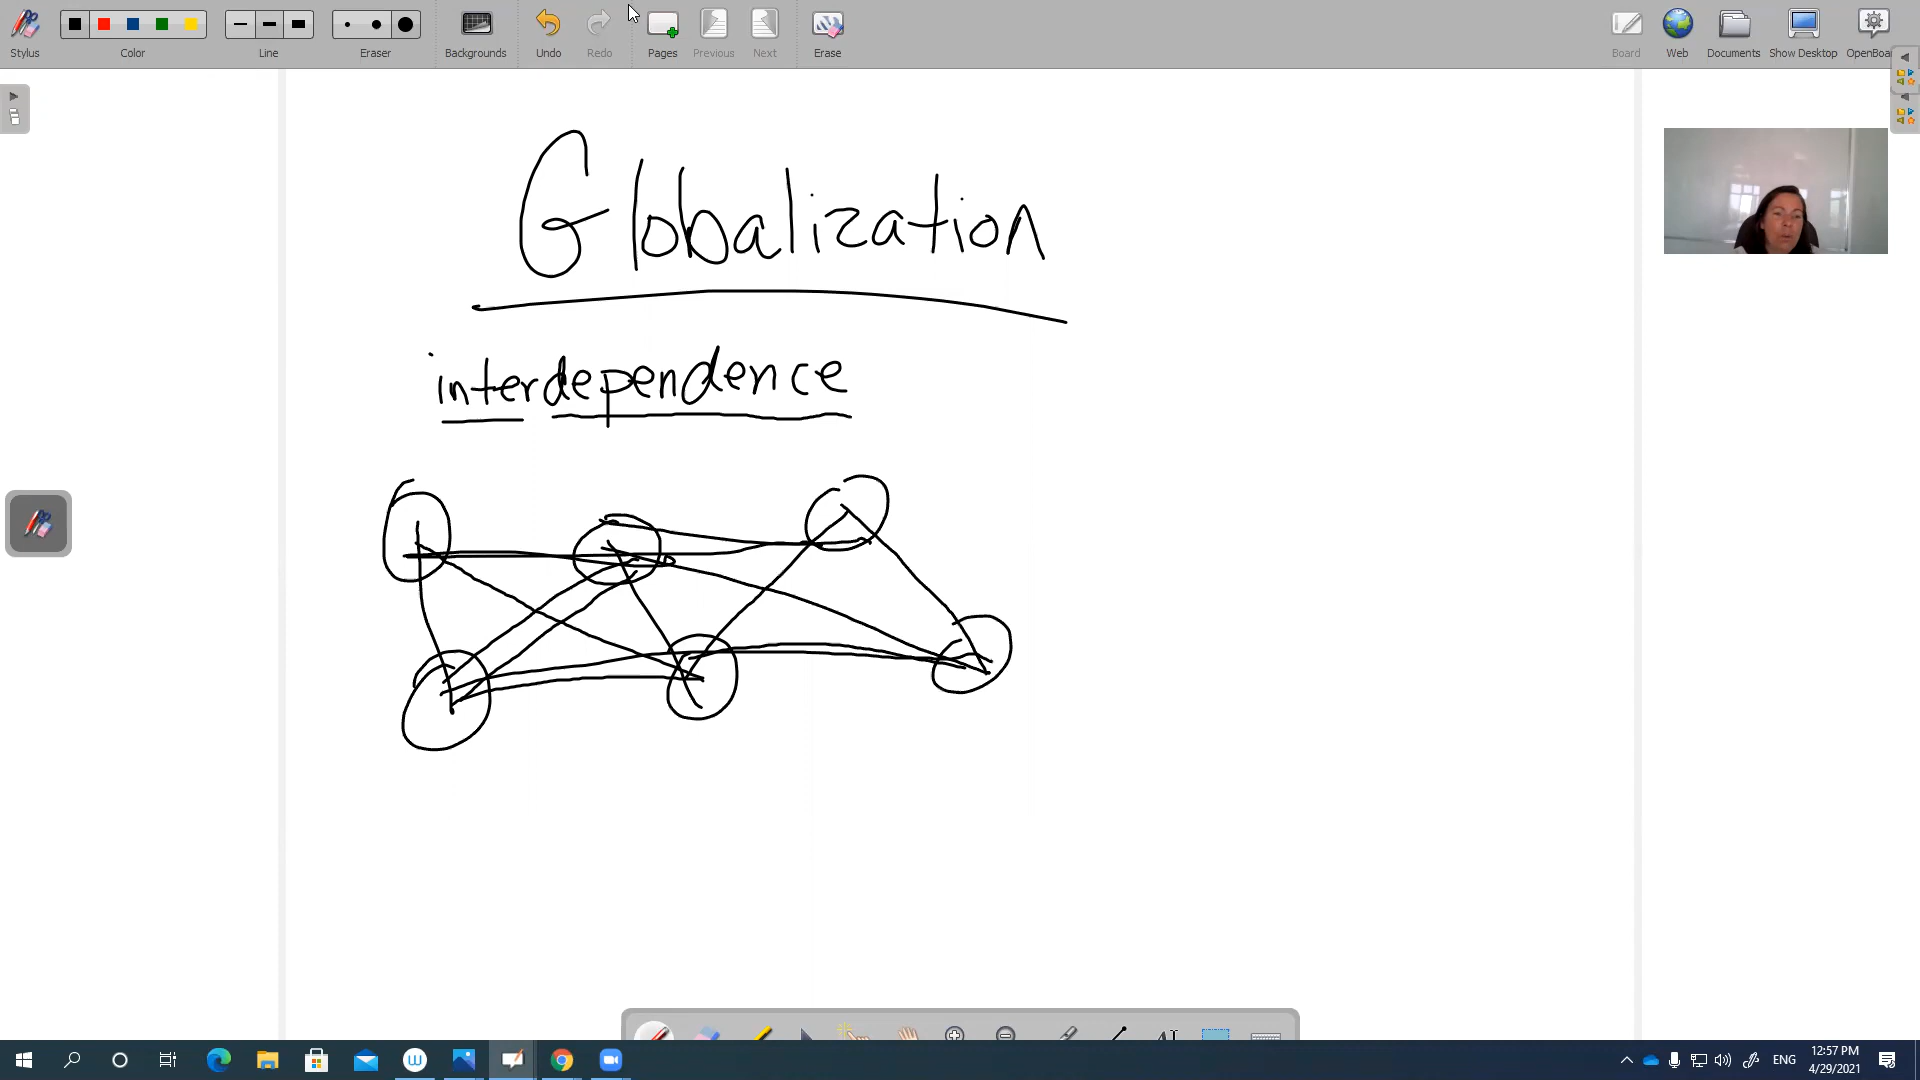 Stylus
Color
Line
Eraser
Backgrounds
Undo
Redo
Pages
Previous
Next
Erase
Board
Web
Documents
Show Desktop
OpenBoa
Globalization
interdependence
ENG
12:57 PM
4/29/2021